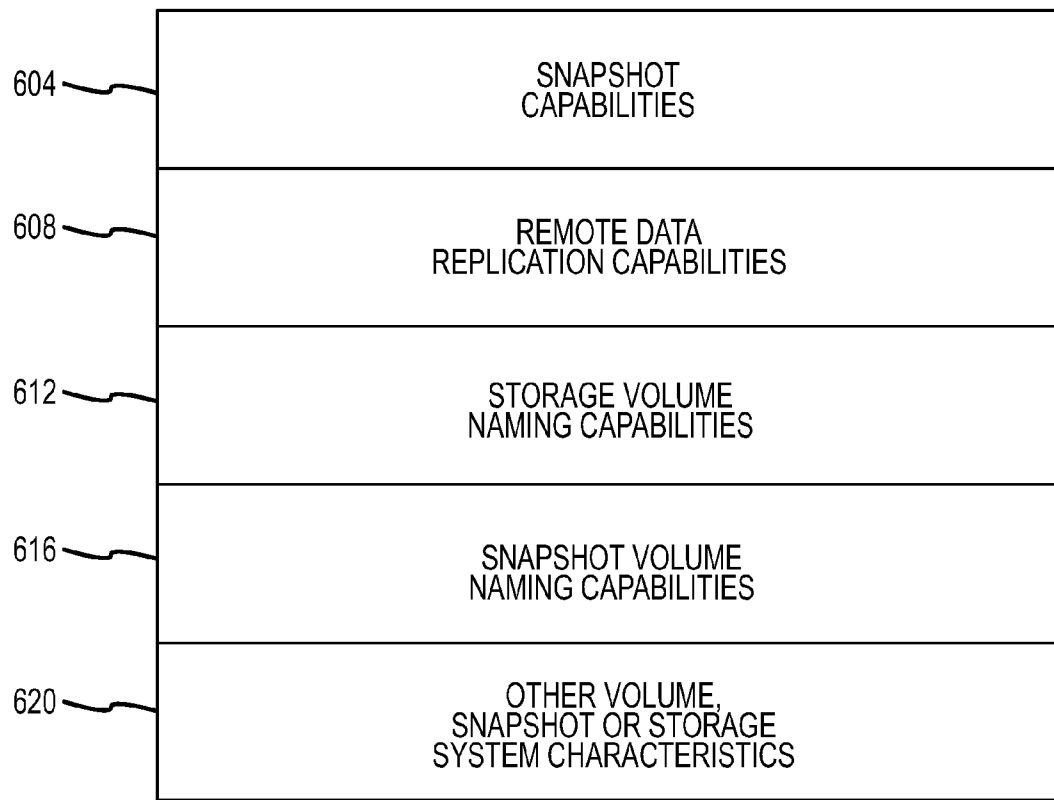 604
SNAPSHOT
CAPABILITIES
608
REMOTE DATA
REPLICATION CAPABILITIES
612
STORAGE VOLUME
NAMING CAPABILITIES
616
SNAPSHOT VOLUME
NAMING CAPABILITIES
620
OTHER VOLUME,
SNAPSHOT OR STORAGE
SYSTEM CHARACTERISTICS